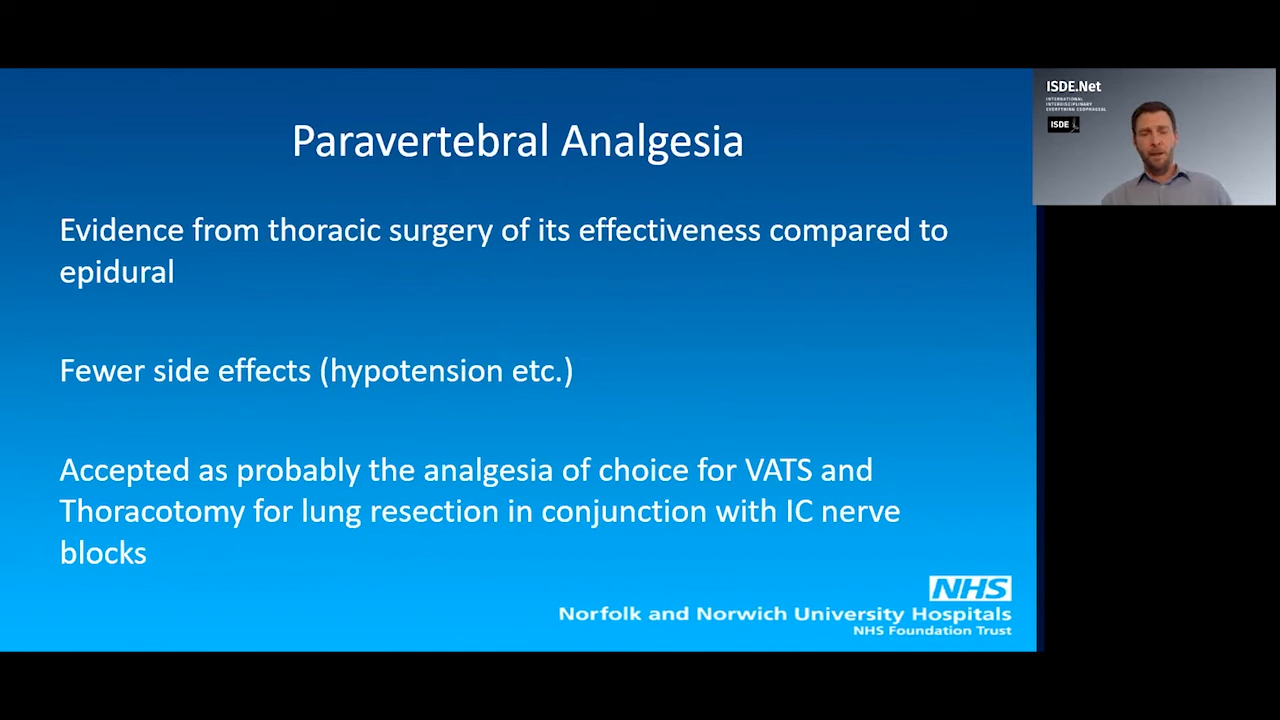 Paravertebral Analgesia
Evidence from thoracic surgery of its effectiveness compared to
epidural
Fewer side effects (hypotension etc.)
Accepted as probably the analgesia of choice for VATS and
Thoracotomy for lung resection in conjunction with IC nerve
blocks
NHS
Norfolk and Norwich University Hospitals
NHS Foundation Trust
ISDE.Net
INTERNATIONAL
INTERDISCIPLINARY
EVERYTHING ESOPHAGEAL
ISDE